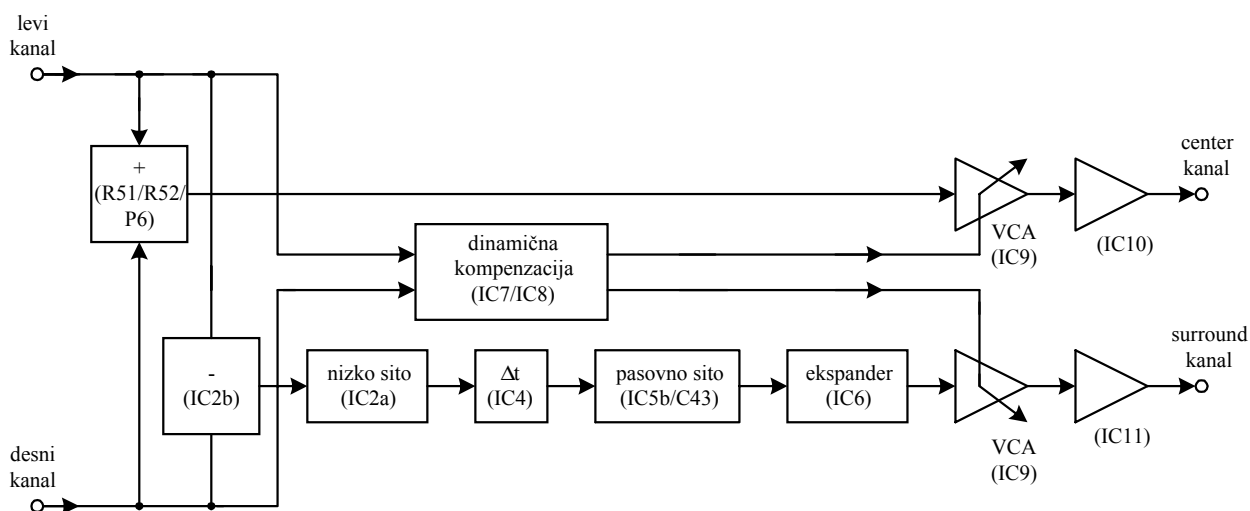 levi
kanal
+
(R51/R52/
P6)
dinamična
kompenzacija
(IC7/IC8)
VCA
(IC9)
(IC10)
center
kanal
-
(IC2b)
nizko sito
(IC2a)
Δt
(IC4)
pasovno sito
(IC5b/C43)
ekspander
(IC6)
VCA
(IC9)
(IC11)
surround
kanal
desni
kanal